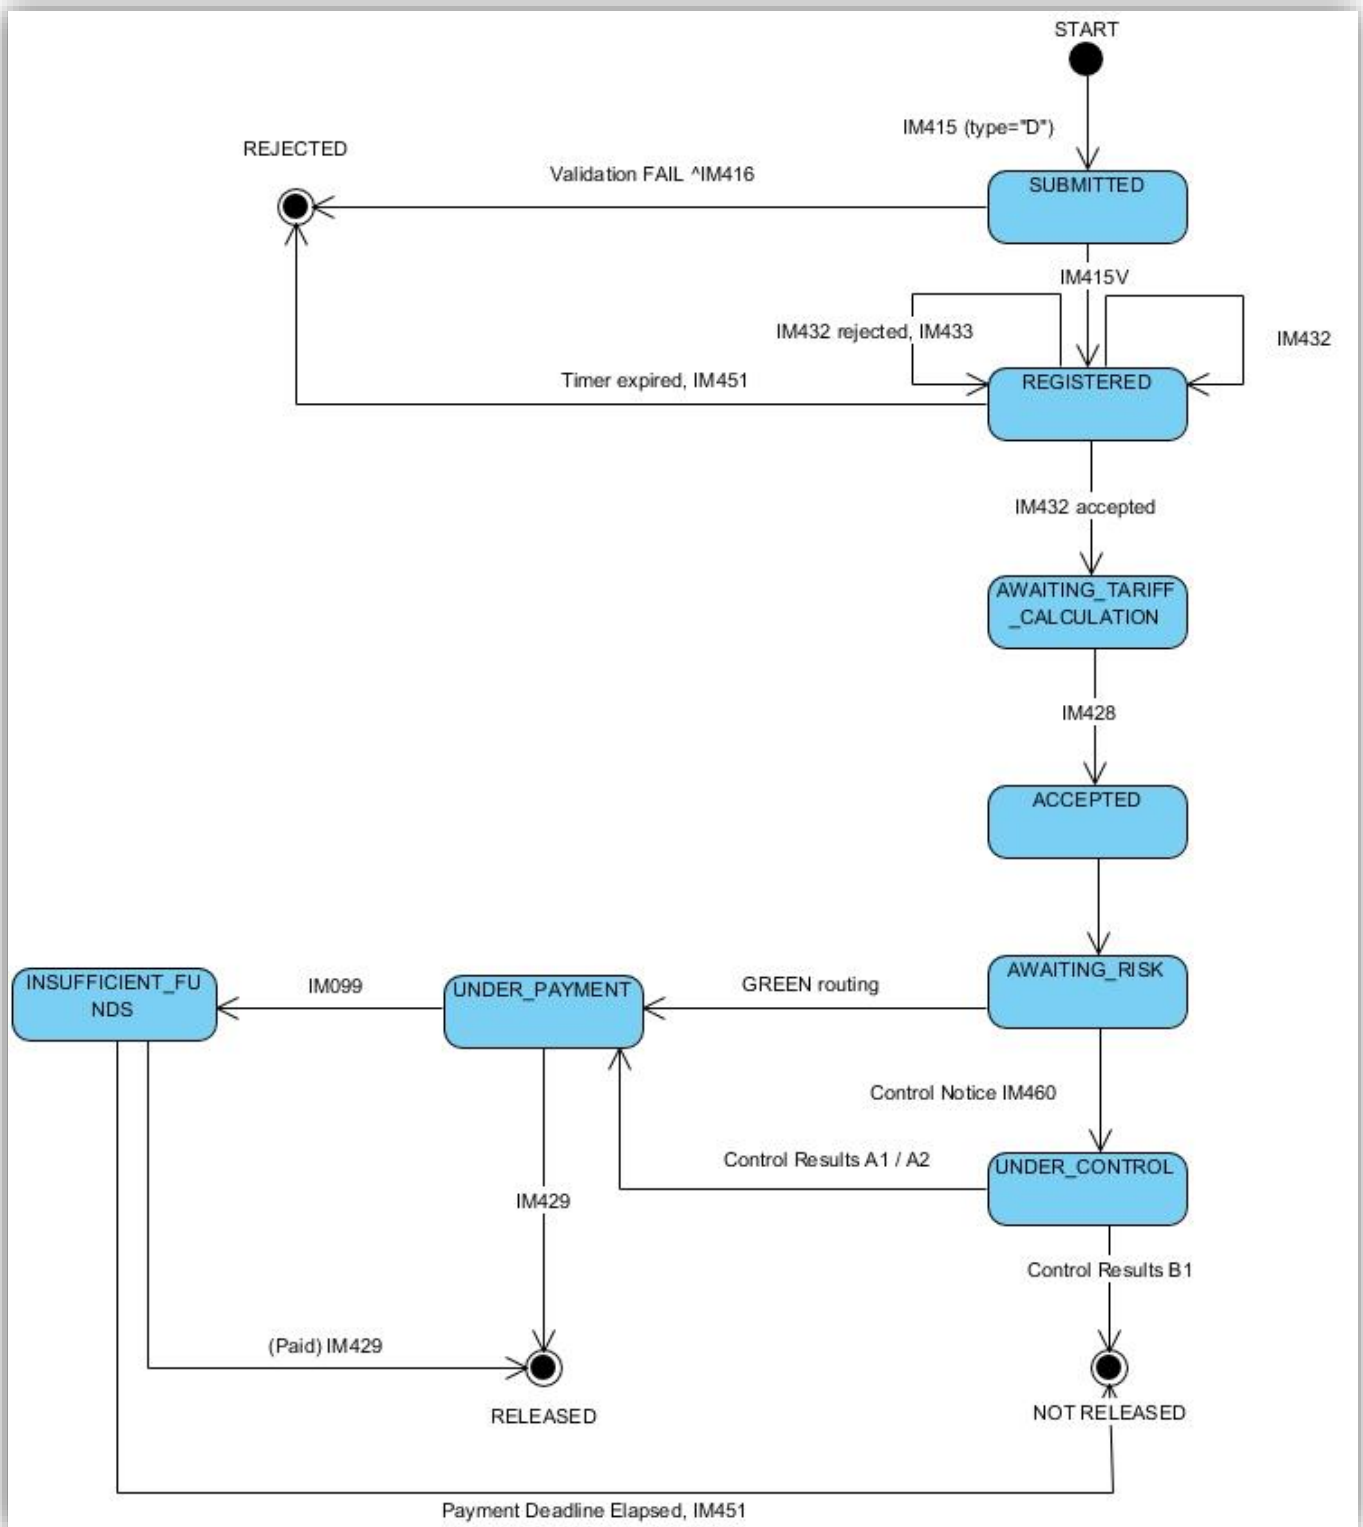 START
IM415 (type="D")
REJECTED
Validation FAIL ^IM416
SUBMITTED
IM415V
IM432 rejected, IM433
IM432
Timer expired, IM451
REGISTERED
IM432 accepted
AWAITING_TARIFF
_CALCULATION
IM428
ACCEPTED
INSUFFICIENT_FU
NDS
IM099
UNDER_PAYMENT
GREEN routing
AWAITING_RISK
Control Notice IM460
Control Results A1 / A2
UNDER_CONTROL
IM429
Control Results B1
(Paid) IM429
RELEASED
NOT RELEASED
Payment Deadline Elapsed, IM451